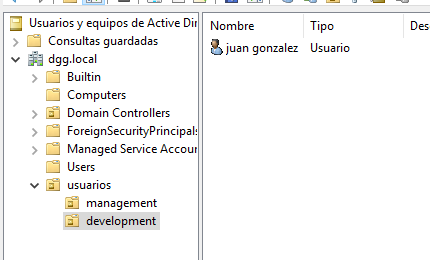 Usuarios y equipos de Active Dir
Consultas guardadas
dgg.local
Builtin
Computers
Domain Controllers
ForeignSecurityPrincipals
Managed Service Accour
Users
usuarios
management
development
Nombre Tipo Des
juan gonzalez Usuario